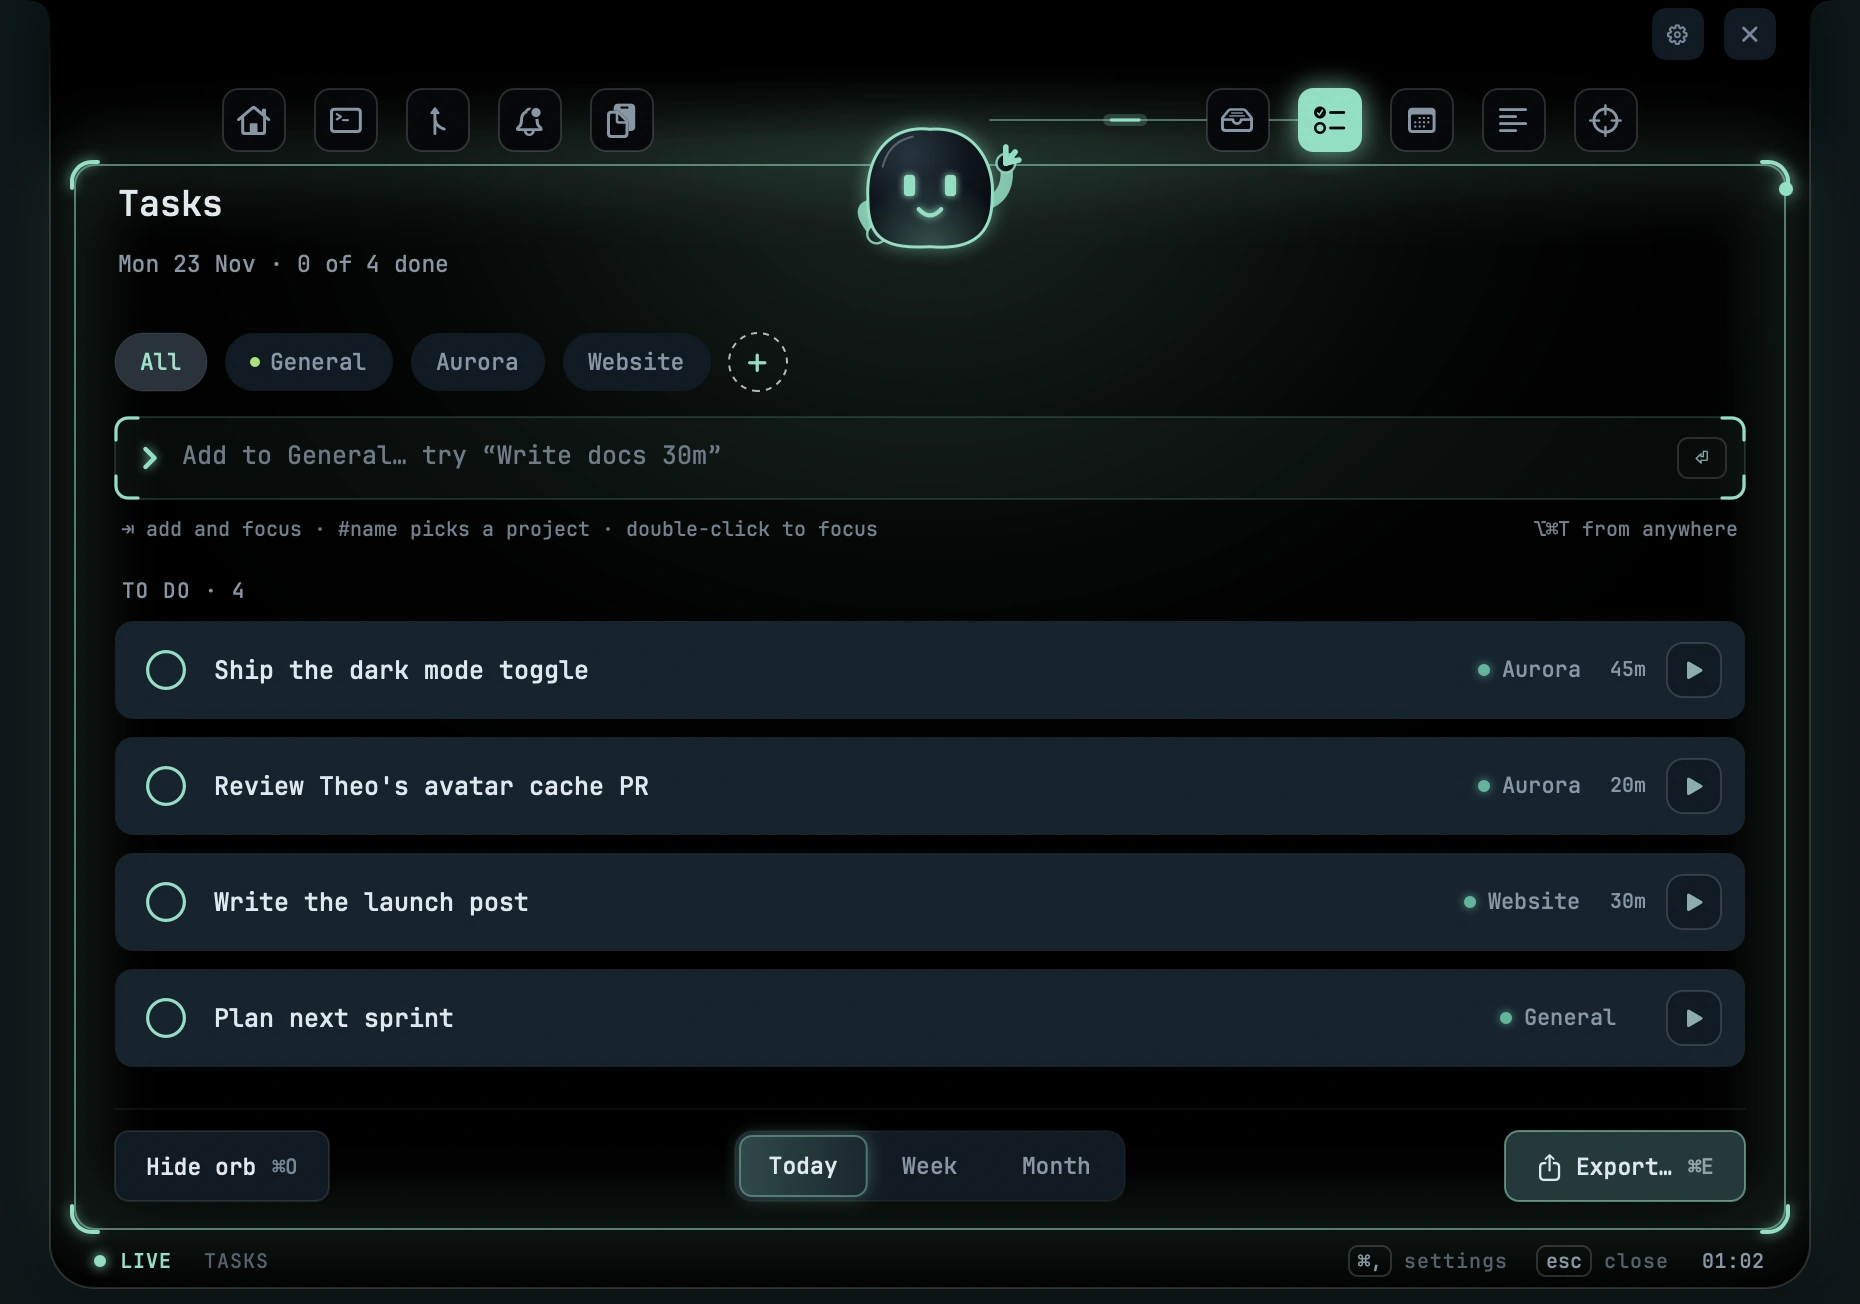 Tasks
Mon 23 Nov · 0 of 4 done
All General Aurora Website +
Add to General… try “Write docs 30m” ⏎
⇥ add and focus · #name picks a project · double-click to focus ⌥⌘T from anywhere
TO DO · 4
Ship the dark mode toggle Aurora 45m
Review Theo's avatar cache PR Aurora 20m
Write the launch post Website 30m
Plan next sprint General
Hide orb ⌘O Today Week Month Export… ⌘E
LIVE TASKS ⌘, settings esc close 01:02